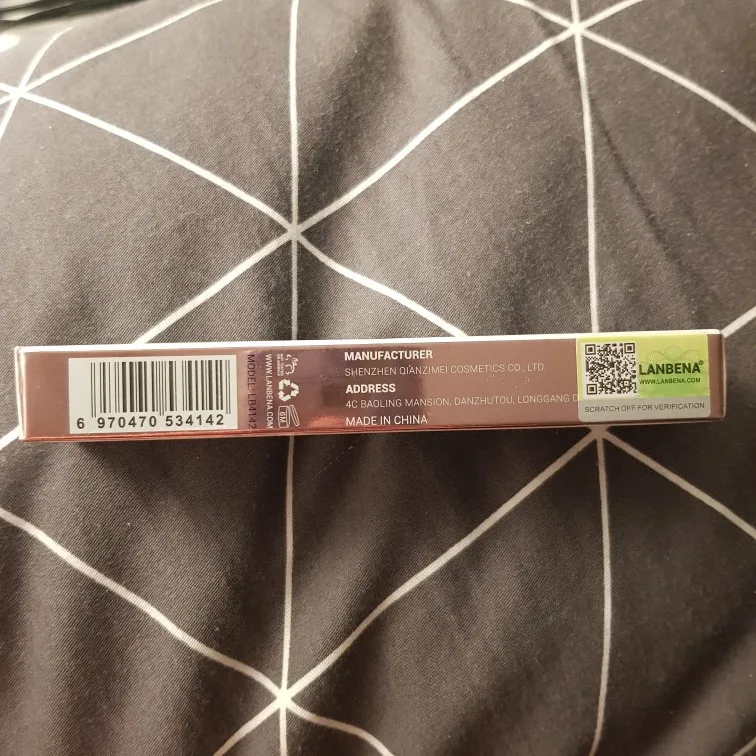 6 970470 534142
MODEL: LB4142
WWW.LANBENA.COM
6M
MANUFACTURER
SHENZHEN QIANZIMEI COSMETICS CO., LTD.
ADDRESS
4C BAOLING MANSION, DANZHUTOU, LONGGANG D
MADE IN CHINA
LANBENA®
WWW.LANBENA.COM
SCRATCH OFF FOR VERIFICATION